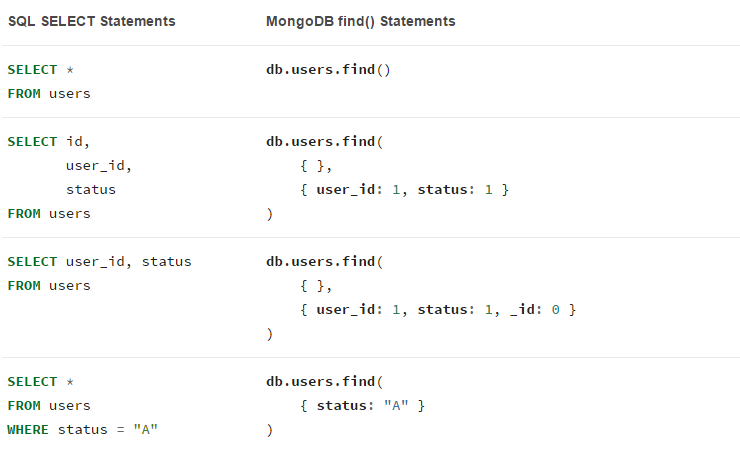 SQL SELECT Statements    MongoDB find() Statements
SELECT *    db.users.find()
FROM users
SELECT id,    db.users.find(
       user_id,        { },
       status        { user_id: 1, status: 1 }
FROM users    )
SELECT user_id, status    db.users.find(
FROM users        { },
        { user_id: 1, status: 1, _id: 0 }
)
SELECT *    db.users.find(
FROM users        { status: "A" }
WHERE status = "A"    )